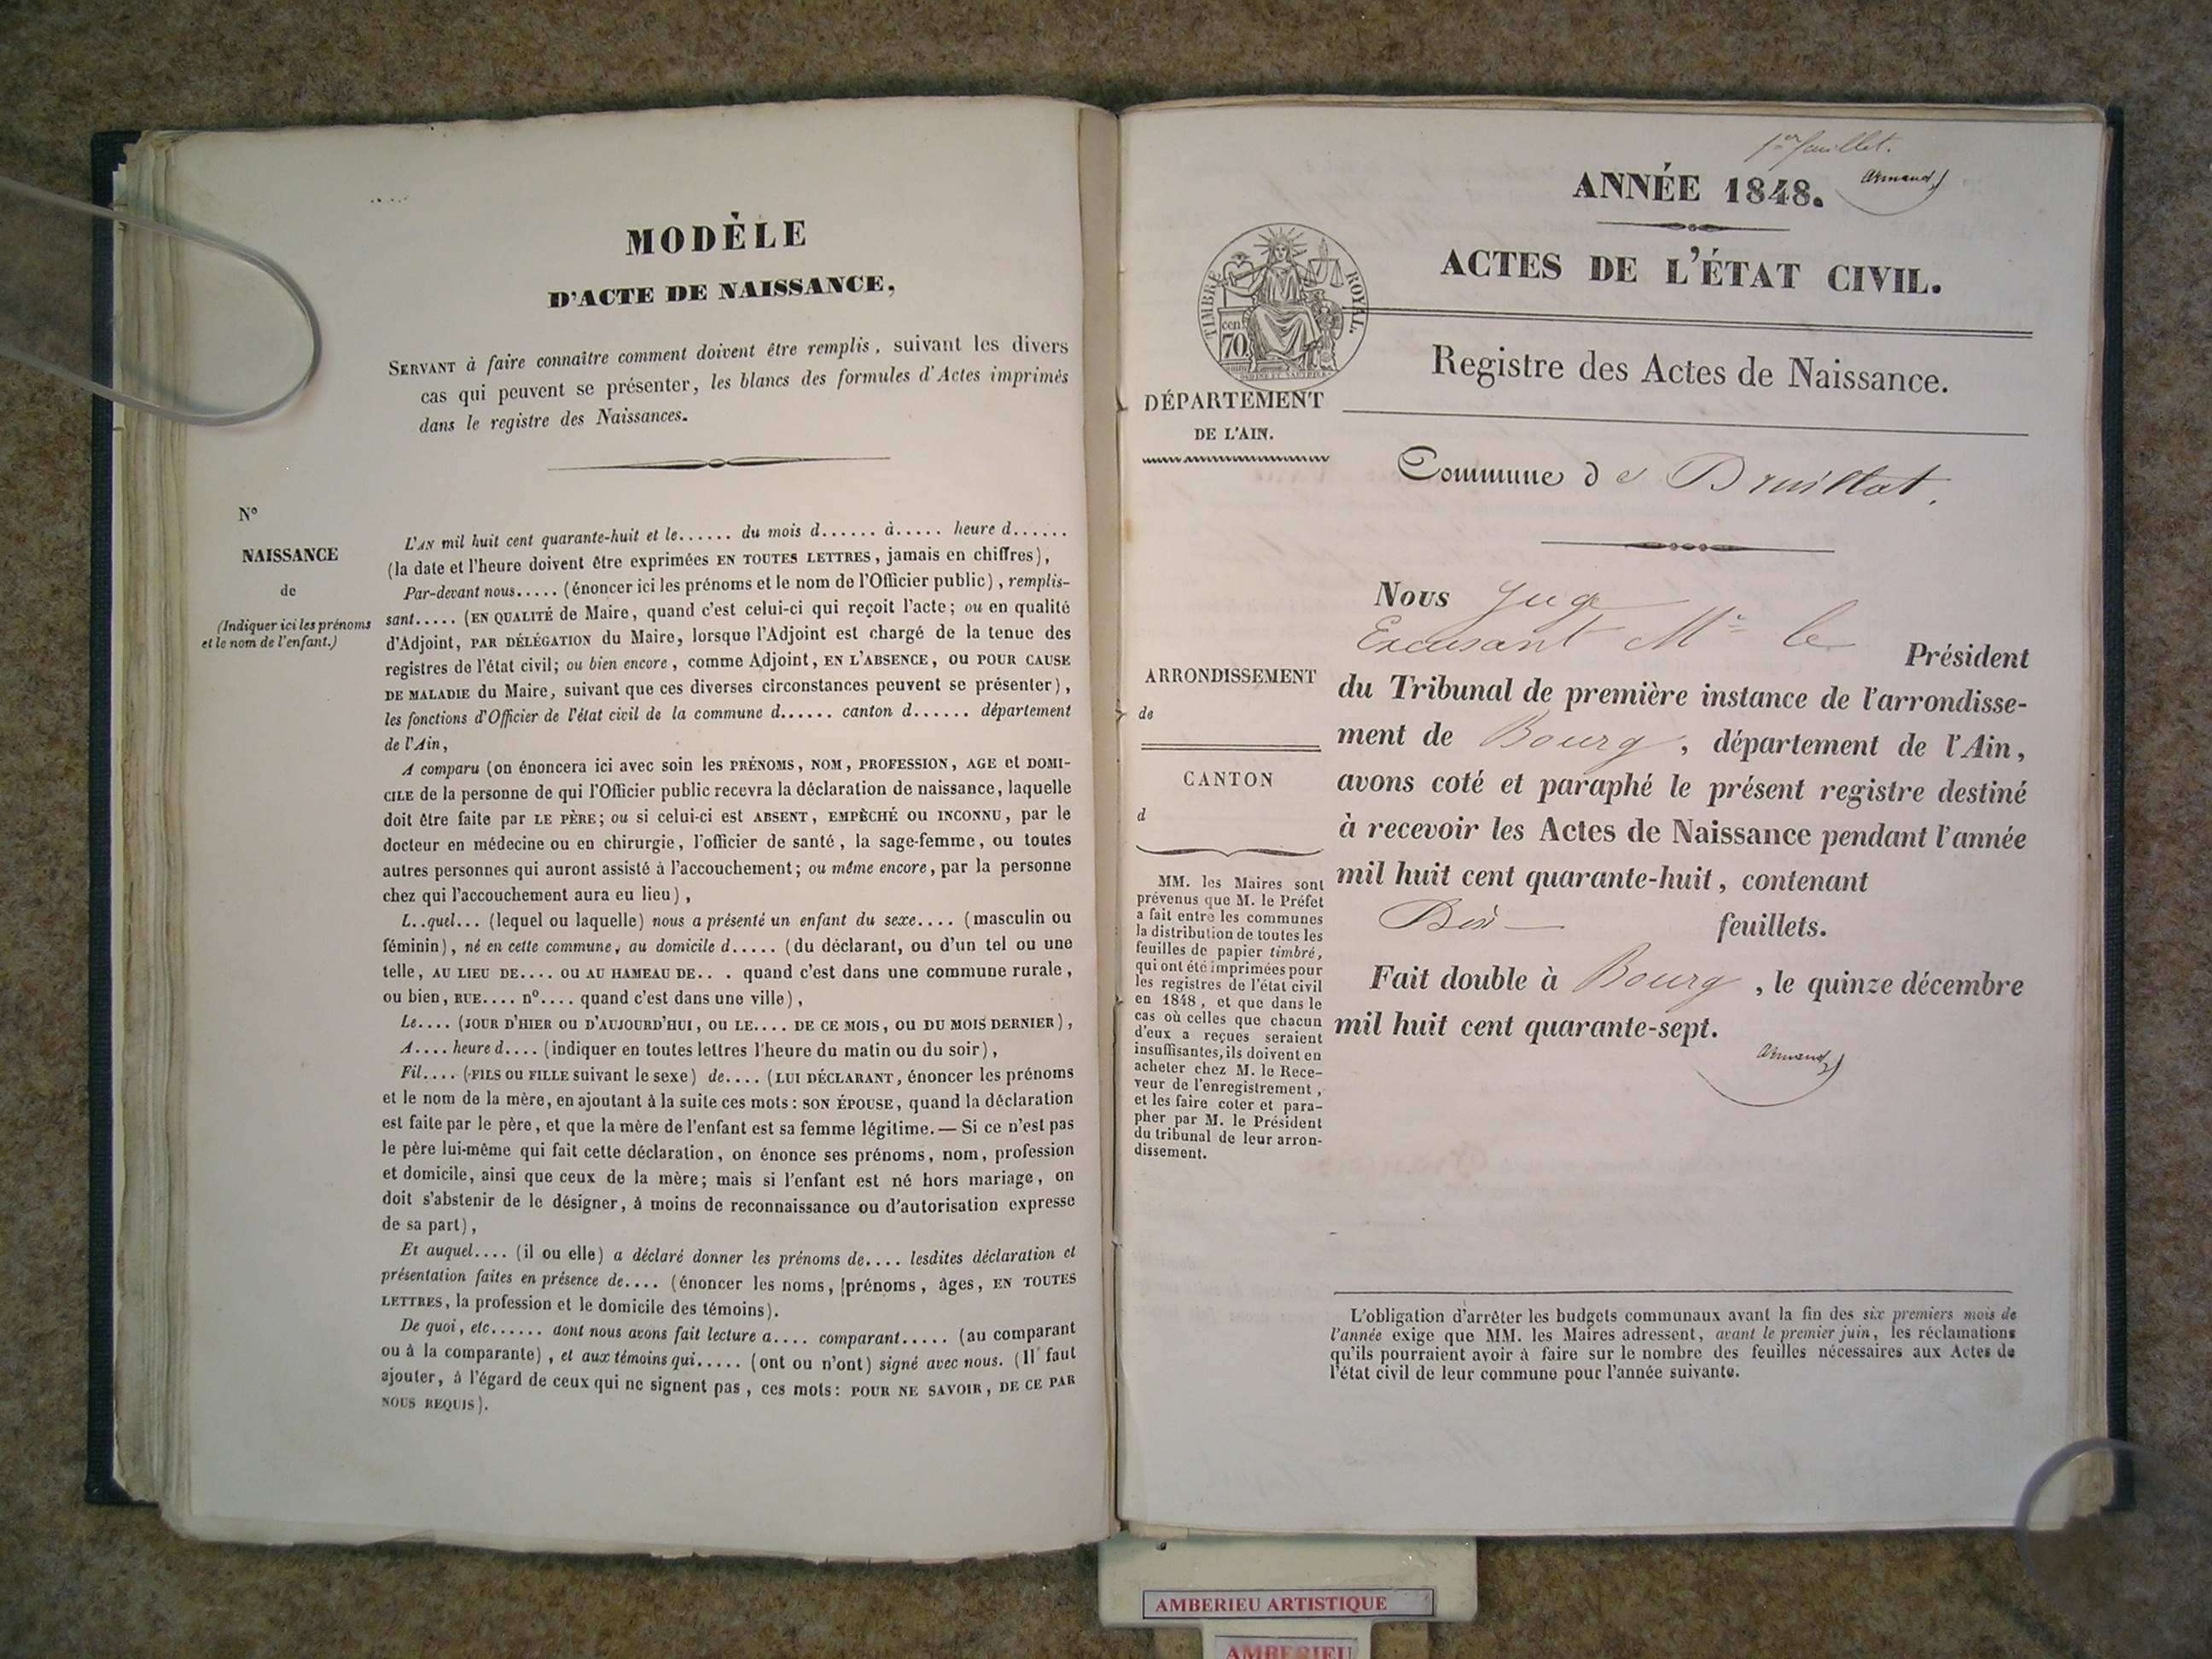 MODÈLE
D'ACTE DE NAISSANCE,
SERVANT à faire connaître comment doivent être remplis, suivant les divers
cas qui peuvent se présenter, les blancs des formules d'Actes imprimés
dans le registre des Naissances.
N°
NAISSANCE
de
(Indiquer ici les prénoms
et le nom de l'enfant.)
L'AN mil huit cent quarante-huit et le...... du mois d...... à..... heure d......
(la date et l'heure doivent être exprimées EN TOUTES LETTRES, jamais en chiffres),
Par-devant nous..... (énoncer ici les prénoms et le nom de l'Officier public), remplis-
sant..... (EN QUALITÉ de Maire, quand c'est celui-ci qui reçoit l'acte; ou en qualité
d'Adjoint, PAR DÉLÉGATION du Maire, lorsque l'Adjoint est chargé de la tenue des
registres de l'état civil; ou bien encore, comme Adjoint, EN L'ABSENCE, OU POUR CAUSE
DE MALADIE du Maire, suivant que ces diverses circonstances peuvent se présenter),
les fonctions d'Officier de l'état civil de la commune d...... canton d...... département
de l'Ain,
A comparu (on énoncera ici avec soin les PRÉNOMS, NOM, PROFESSION, AGE et DOMI-
CILE de la personne de qui l'Officier public recevra la déclaration de naissance, laquelle
doit être faite par LE PÈRE; ou si celui-ci est ABSENT, EMPÊCHÉ OU INCONNU, par le
docteur en médecine ou en chirurgie, l'officier de santé, la sage-femme, ou toutes
autres personnes qui auront assisté à l'accouchement; ou même encore, par la personne
chez qui l'accouchement aura eu lieu),
L..quel... (lequel ou laquelle) nous a présenté un enfant du sexe.... (masculin ou
féminin), né en cette commune, au domicile d..... (du déclarant, ou d'un tel ou une
telle, AU LIEU DE.... OU AU HAMEAU DE.. . quand c'est dans une commune rurale,
ou bien, RUE.... n°.... quand c'est dans une ville),
Le.... (JOUR D'HIER OU D'AUJOURD'HUI, OU LE.... DE CE MOIS, OU DU MOIS DERNIER),
A.... heure d.... (indiquer en toutes lettres l'heure du matin ou du soir),
Fil.... (FILS ou FILLE suivant le sexe) de.... (LUI DÉCLARANT, énoncer les prénoms
et le nom de la mère, en ajoutant à la suite ces mots: SON ÉPOUSE, quand la déclaration
est faite par le père, et que la mère de l'enfant est sa femme légitime. — Si ce n'est pas
le père lui-même qui fait cette déclaration, on énonce ses prénoms, nom, profession
et domicile, ainsi que ceux de la mère; mais si l'enfant est né hors mariage, on
doit s'abstenir de le désigner, à moins de reconnaissance ou d'autorisation expresse
de sa part),
Et auquel.... (il ou elle) a déclaré donner les prénoms de.... lesdites déclaration et
présentation faites en présence de.... (énoncer les noms, prénoms, âges, EN TOUTES
LETTRES, la profession et le domicile des témoins).
De quoi, etc...... dont nous avons fait lecture a.... comparant..... (au comparant
ou à la comparante), et aux témoins qui..... (ont ou n'ont) signé avec nous. (Il faut
ajouter, à l'égard de ceux qui ne signent pas, ces mots: POUR NE SAVOIR, DE CE PAR
NOUS REQUIS).
1er feuillet.
Armand
ANNÉE 1848.
ACTES DE L'ÉTAT CIVIL.
TIMBRE ROYAL.
cen.
70
Registre des Actes de Naissance.
DÉPARTEMENT
DE L'AIN.
Commune de Druillat.
ARRONDISSEMENT
de
CANTON
d
MM. les Maires sont
prévenus que M. le Préfet
a fait entre les communes
la distribution de toutes les
feuilles de papier timbré,
qui ont été imprimées pour
les registres de l'état civil
en 1848, et que dans le
cas où celles que chacun
d'eux a reçues seraient
insuffisantes, ils doivent en
acheter chez M. le Rece-
veur de l'enregistrement,
et les faire coter et para-
pher par M. le Président
du tribunal de leur arron-
dissement.
Nous Juge
Excusant Mr le Président
du Tribunal de première instance de l'arrondisse-
ment de Bourg, département de l'Ain,
avons coté et paraphé le présent registre destiné
à recevoir les Actes de Naissance pendant l'année
mil huit cent quarante-huit, contenant
Dix feuillets.
Fait double à Bourg, le quinze décembre
mil huit cent quarante-sept.
Armand
L'obligation d'arrêter les budgets communaux avant la fin des six premiers mois de
l'année exige que MM. les Maires adressent, avant le premier juin, les réclamations
qu'ils pourraient avoir à faire sur le nombre des feuilles nécessaires aux Actes de
l'état civil de leur commune pour l'année suivante.
AMBERIEU ARTISTIQUE
AMBERIEU